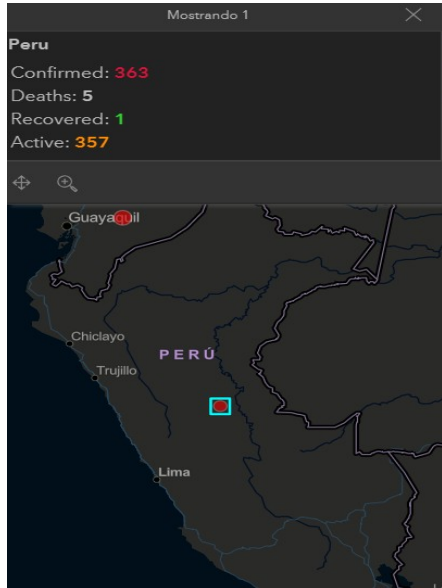 Mostrando 1
Peru
Confirmed: 363
Deaths: 5
Recovered: 1
Active: 357
Guayaquil
Chiclayo
PERÚ
Trujillo
Lima